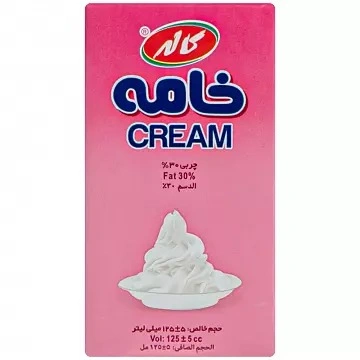 کاله
خامه
CREAM
چربی ۳۰%
Fat 30%
الدسم ۳۰٪
حجم خالص: ۵±۱۲۵ میلی لیتر
Vol: 125±5 cc
الحجم الصافي: ۵±۱۲۵ مل